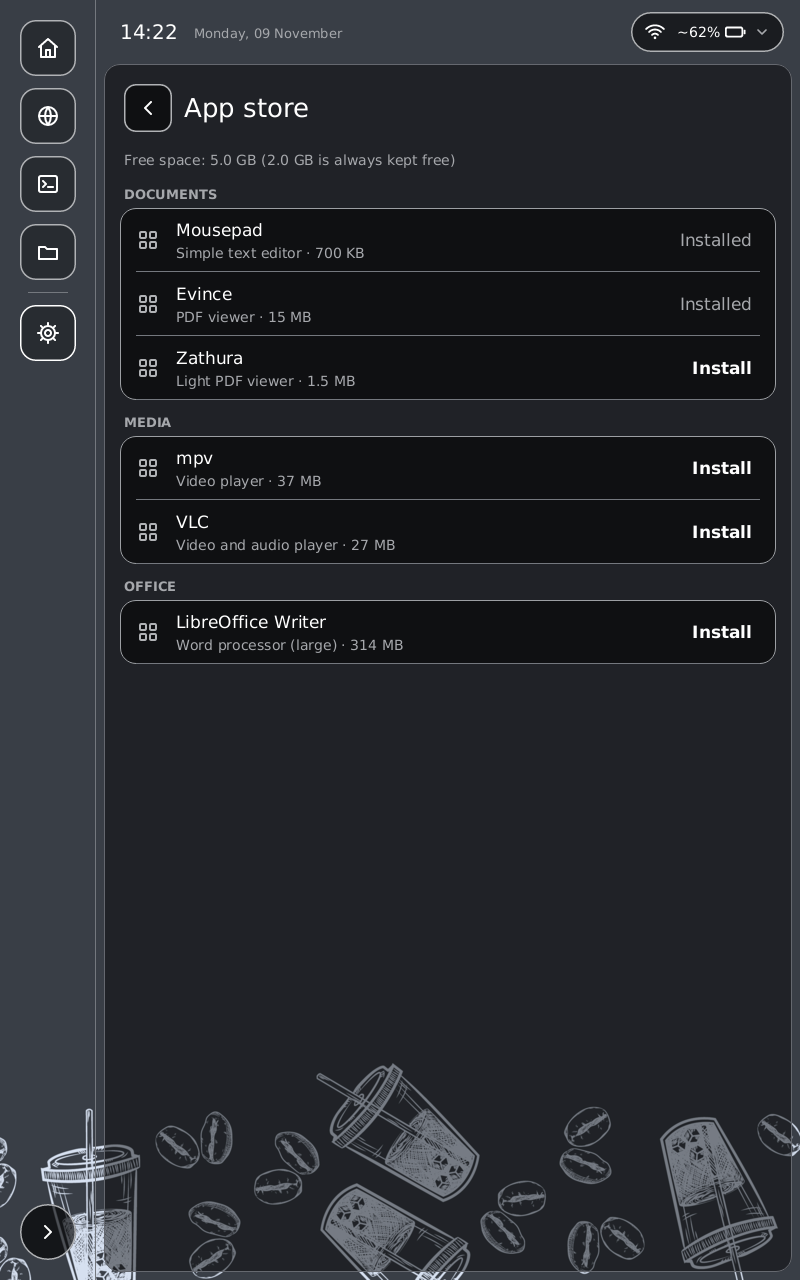 14:22 Monday, 09 November ~62%
App store
Free space: 5.0 GB (2.0 GB is always kept free)
DOCUMENTS
Mousepad
Simple text editor · 700 KB
Installed
Evince
PDF viewer · 15 MB
Installed
Zathura
Light PDF viewer · 1.5 MB
Install
MEDIA
mpv
Video player · 37 MB
Install
VLC
Video and audio player · 27 MB
Install
OFFICE
LibreOffice Writer
Word processor (large) · 314 MB
Install